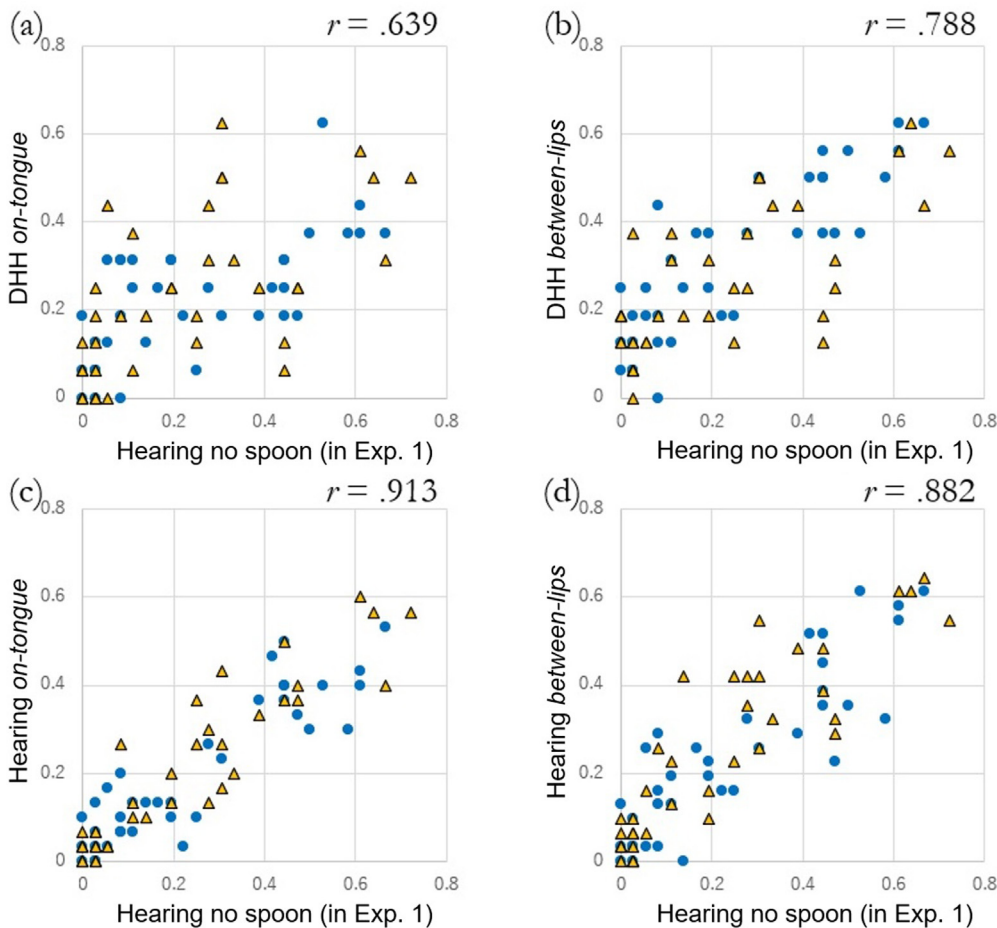 (a) r = .639
0.8
0.6
0.4
0.2
0
DHH on-tongue
0 0.2 0.4 0.6 0.8
Hearing no spoon (in Exp. 1)
(b) r = .788
0.8
0.6
0.4
0.2
0
DHH between-lips
0 0.2 0.4 0.6 0.8
Hearing no spoon (in Exp. 1)
(c) r = .913
0.8
0.6
0.4
0.2
0
Hearing on-tongue
0 0.2 0.4 0.6 0.8
Hearing no spoon (in Exp. 1)
(d) r = .882
0.8
0.6
0.4
0.2
0
Hearing between-lips
0 0.2 0.4 0.6 0.8
Hearing no spoon (in Exp. 1)